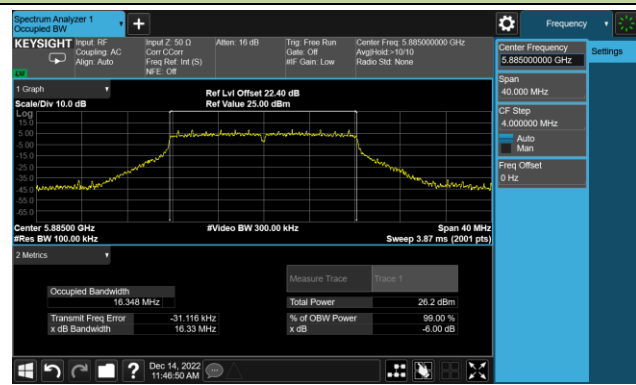 Spectrum Analyzer 1
Occupied BW
Frequency
KEYSIGHT
Input: RF
Coupling: AC
Align: Auto
Input Z: 50 Ω
Corr CCorr
Freq Ref: Int (S)
NFE: Off
Atten: 16 dB
Trig: Free Run
Gate: Off
#IF Gain: Low
Center Freq: 5.885000000 GHz
Avg|Hold:>10/10
Radio Std: None
Center Frequency
5.885000000 GHz
Settings
Span
40.000 MHz
CF Step
4.000000 MHz
Auto
Man
Freq Offset
0 Hz
1 Graph
Scale/Div 10.0 dB
Ref Lvl Offset 22.40 dB
Ref Value 25.00 dBm
Log
15.0
5.00
-5.00
-15.0
-25.0
-35.0
-45.0
-55.0
-65.0
Center 5.88500 GHz
#Res BW 100.00 kHz
#Video BW 300.00 kHz
Span 40 MHz
Sweep 3.87 ms (2001 pts)
2 Metrics
Measure Trace
Trace 1
Occupied Bandwidth
16.348 MHz
Total Power
26.2 dBm
Transmit Freq Error
-31.116 kHz
% of OBW Power
99.00 %
x dB Bandwidth
16.33 MHz
x dB
-6.00 dB
Dec 14, 2022
11:46:50 AM